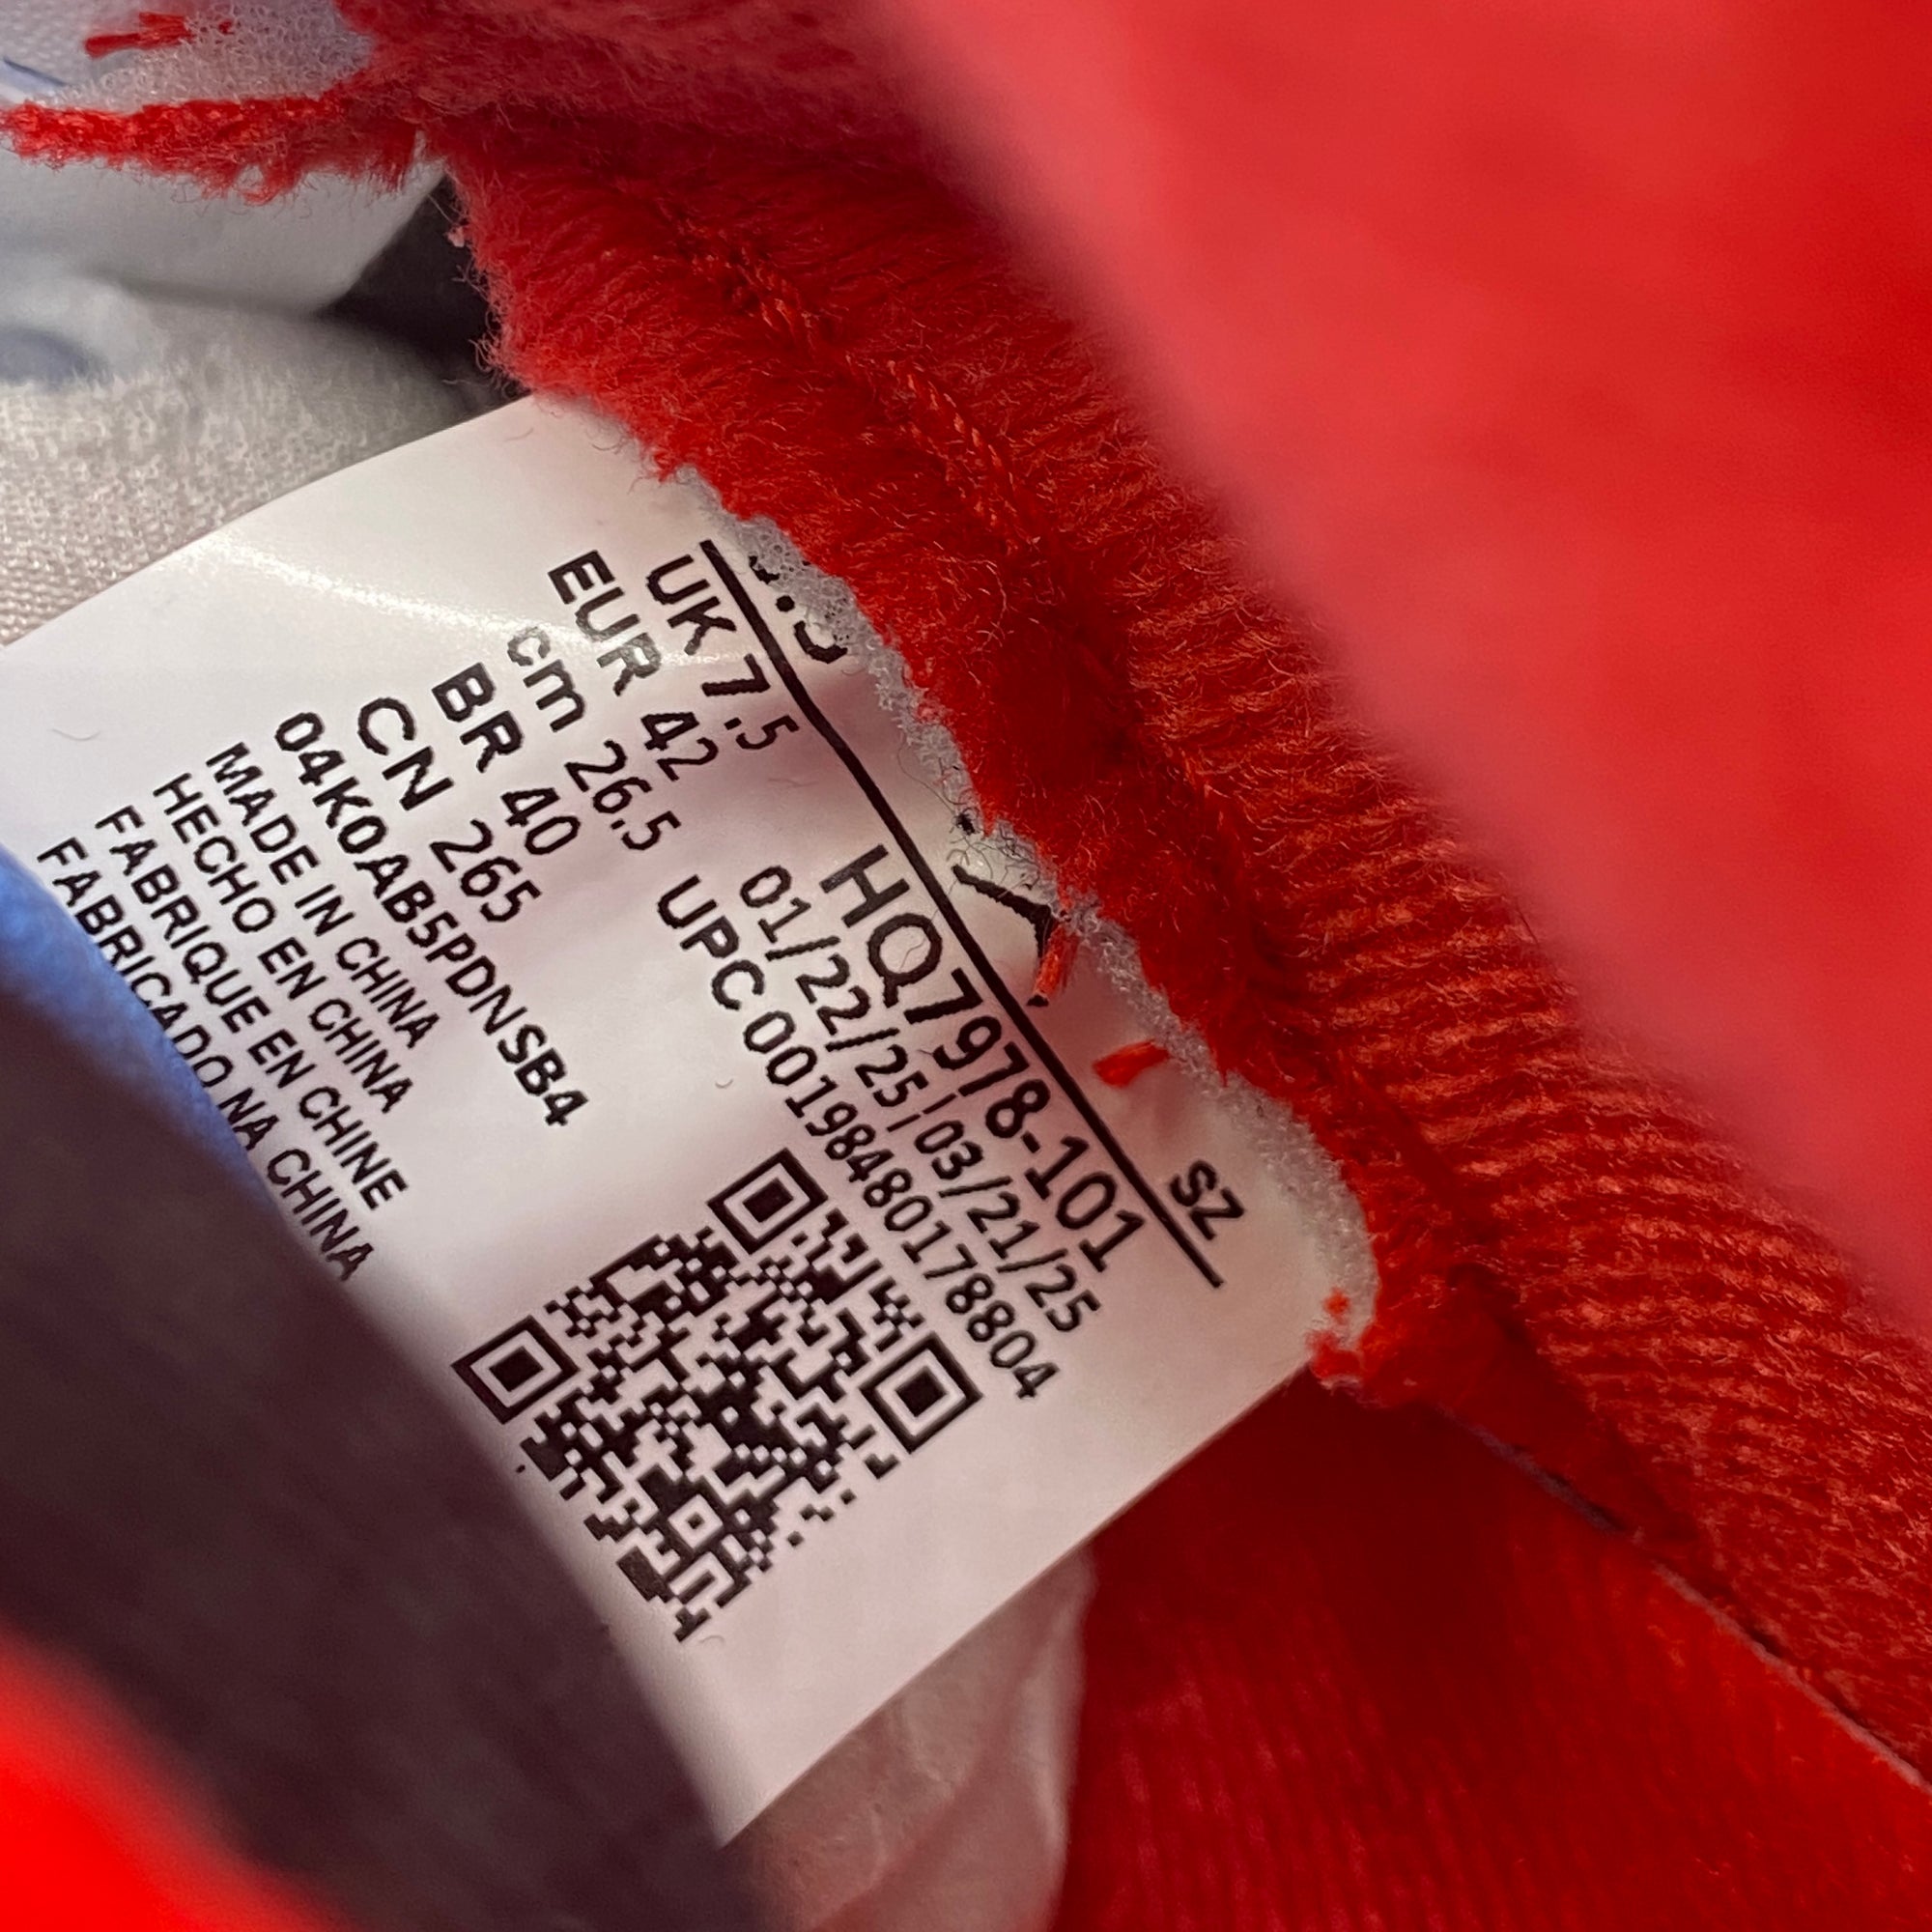 SZ
UK 7.5
EUR 42
cm 26.5
BR 40
CN 265
04K0AB5PDNSB4
MADE IN CHINA
HECHO EN CHINA
FABRIQUE EN CHINE
FABRICADO NA CHINA
HQ7978-101
01/22/25|03/21/25
UPC 00198480178804